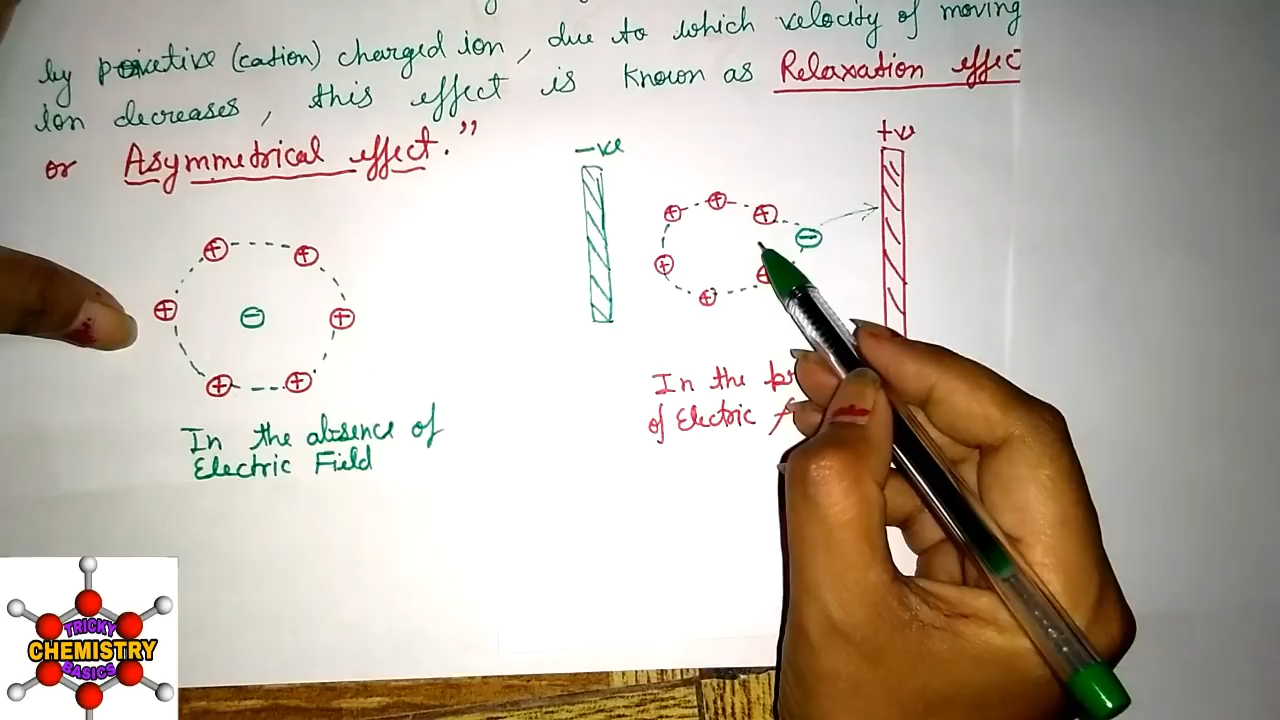 by positive (cation) charged ion, due to which velocity of moving
Ion decreases, this effect is known as Relaxation effec
or Asymmetrical effect."
-ve
+ve
+
+
+
+
+
+
−
In the absence of
Electric Field
+
+
+
+
+
−
In the
of Electric
TRICKY
CHEMISTRY
BASICS